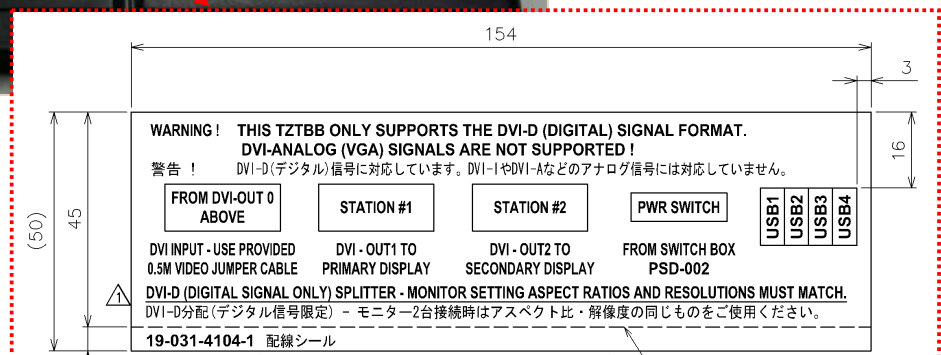 154
3
16
(50)
45
WARNING ! THIS TZTBB ONLY SUPPORTS THE DVI-D (DIGITAL) SIGNAL FORMAT.
DVI-ANALOG (VGA) SIGNALS ARE NOT SUPPORTED !
警告 ! DVI-D(デジタル)信号に対応しています。DVI-IやDVI-Aなどのアナログ信号には対応していません。
FROM DVI-OUT 0
ABOVE
STATION #1
STATION #2
PWR SWITCH
USB1
USB2
USB3
USB4
DVI INPUT - USE PROVIDED
0.5M VIDEO JUMPER CABLE
DVI - OUT1 TO
PRIMARY DISPLAY
DVI - OUT2 TO
SECONDARY DISPLAY
FROM SWITCH BOX
PSD-002
1
DVI-D (DIGITAL SIGNAL ONLY) SPLITTER - MONITOR SETTING ASPECT RATIOS AND RESOLUTIONS MUST MATCH.
DVI-D分配(デジタル信号限定) - モニター2台接続時はアスペクト比・解像度の同じものをご使用ください。
19-031-4104-1 配線シール